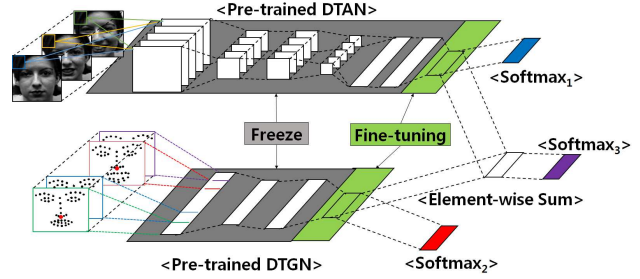 <Pre-trained DTAN>
<Softmax1>
Freeze
Fine-tuning
<Softmax3>
<Element-wise Sum>
<Pre-trained DTGN>
<Softmax2>